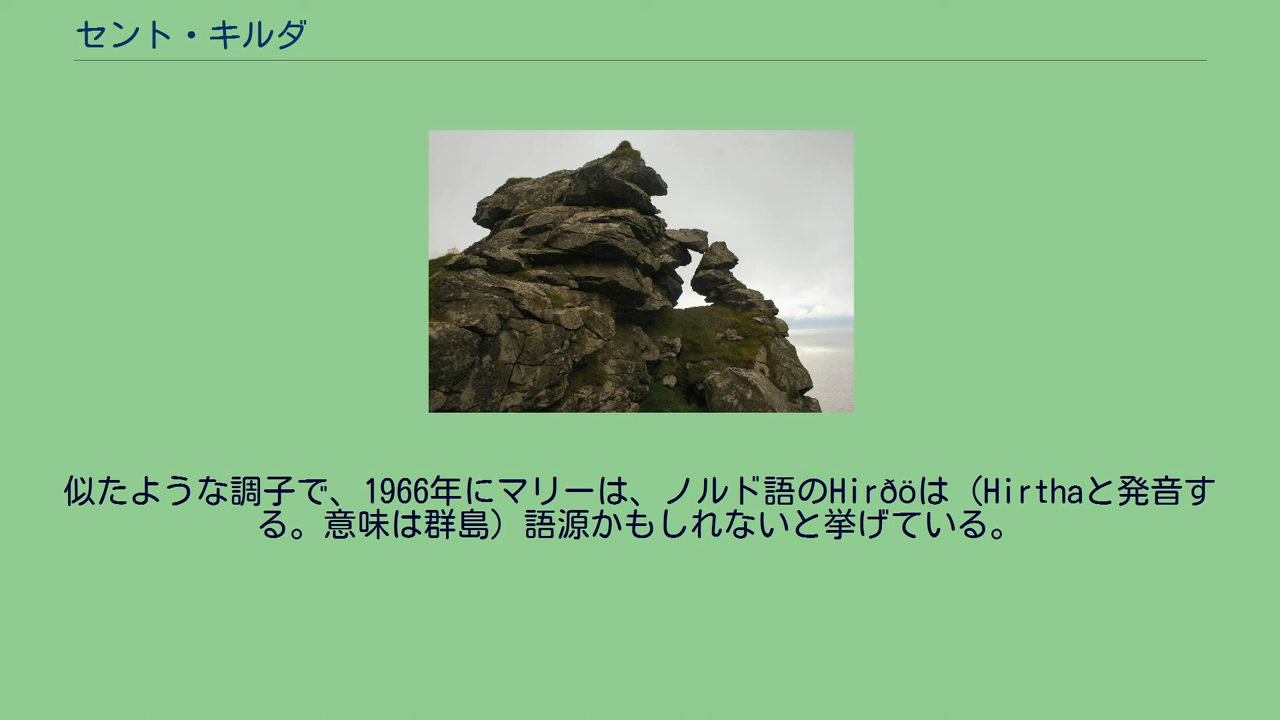 セント・キルダ
似たような調子で、1966年にマリーは、ノルド語のHirðöは（Hirthaと発音す
る。意味は群島）語源かもしれないと挙げている。